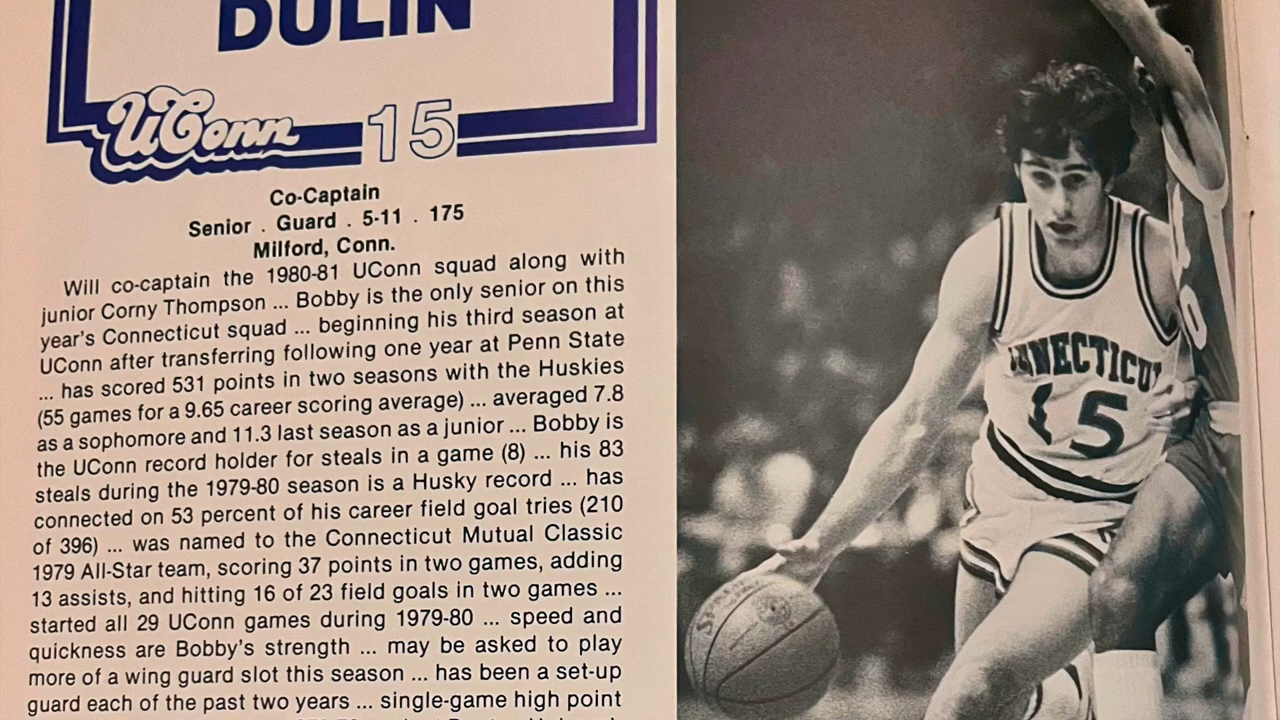 DULIN
UConn 15
Co-Captain
Senior . Guard . 5-11 . 175
Milford, Conn.
Will co-captain the 1980-81 UConn squad along with
junior Corny Thompson ... Bobby is the only senior on this
year's Connecticut squad ... beginning his third season at
UConn after transferring following one year at Penn State
... has scored 531 points in two seasons with the Huskies
(55 games for a 9.65 career scoring average) ... averaged 7.8
as a sophomore and 11.3 last season as a junior ... Bobby is
the UConn record holder for steals in a game (8) ... his 83
steals during the 1979-80 season is a Husky record ... has
connected on 53 percent of his career field goal tries (210
of 396) ... was named to the Connecticut Mutual Classic
1979 All-Star team, scoring 37 points in two games, adding
13 assists, and hitting 16 of 23 field goals in two games ...
started all 29 UConn games during 1979-80 ... speed and
quickness are Bobby's strength ... may be asked to play
more of a wing guard slot this season ... has been a set-up
guard each of the past two years ... single-game high point
CONNECTICUT
15